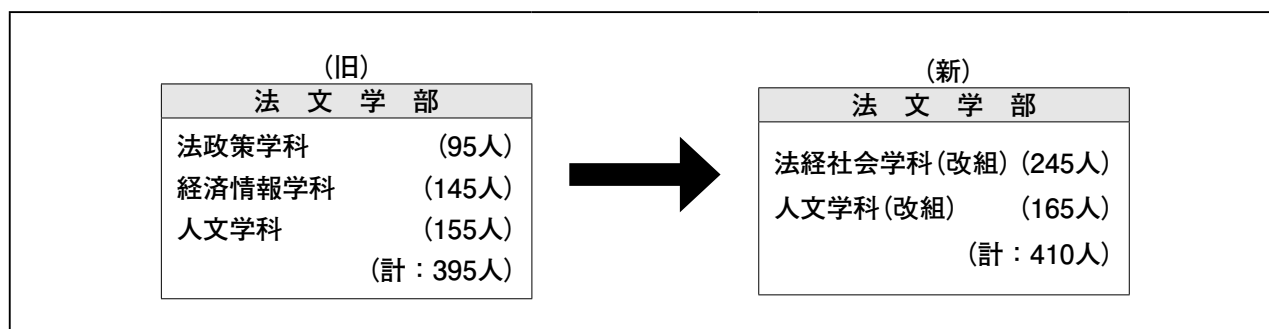 (旧)
法文学部
法政策学科 (95人)
経済情報学科 (145人)
人文学科 (155人)
(計：395人)
(新)
法文学部
法経社会学科(改組) (245人)
人文学科(改組) (165人)
(計：410人)